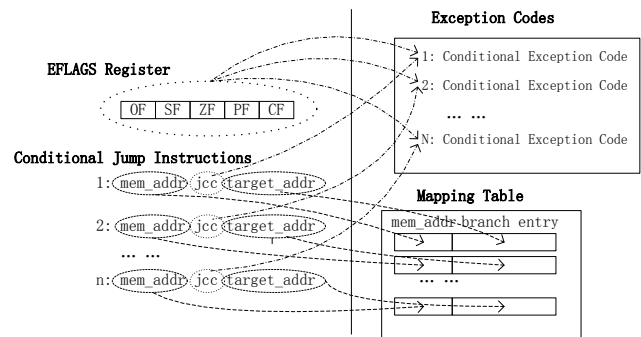 Exception Codes
EFLAGS Register
OF SF ZF PF CF
1: Conditional Exception Code
2: Conditional Exception Code
... ...
N: Conditional Exception Code
Conditional Jump Instructions
1: mem_addr jcc target_addr
2: mem_addr jcc target_addr
... ...
n: mem_addr jcc target_addr
Mapping Table
mem_addr branch entry
... ...